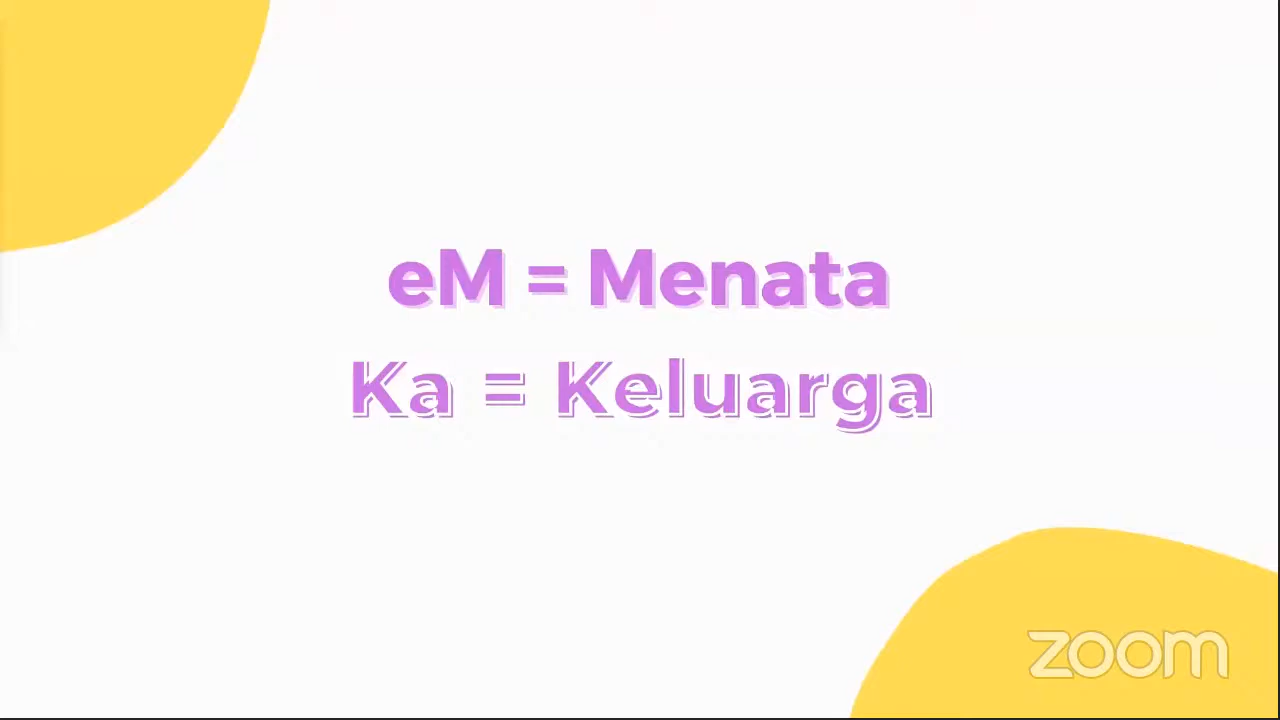 eM = Menata
Ka = Keluarga
zoom